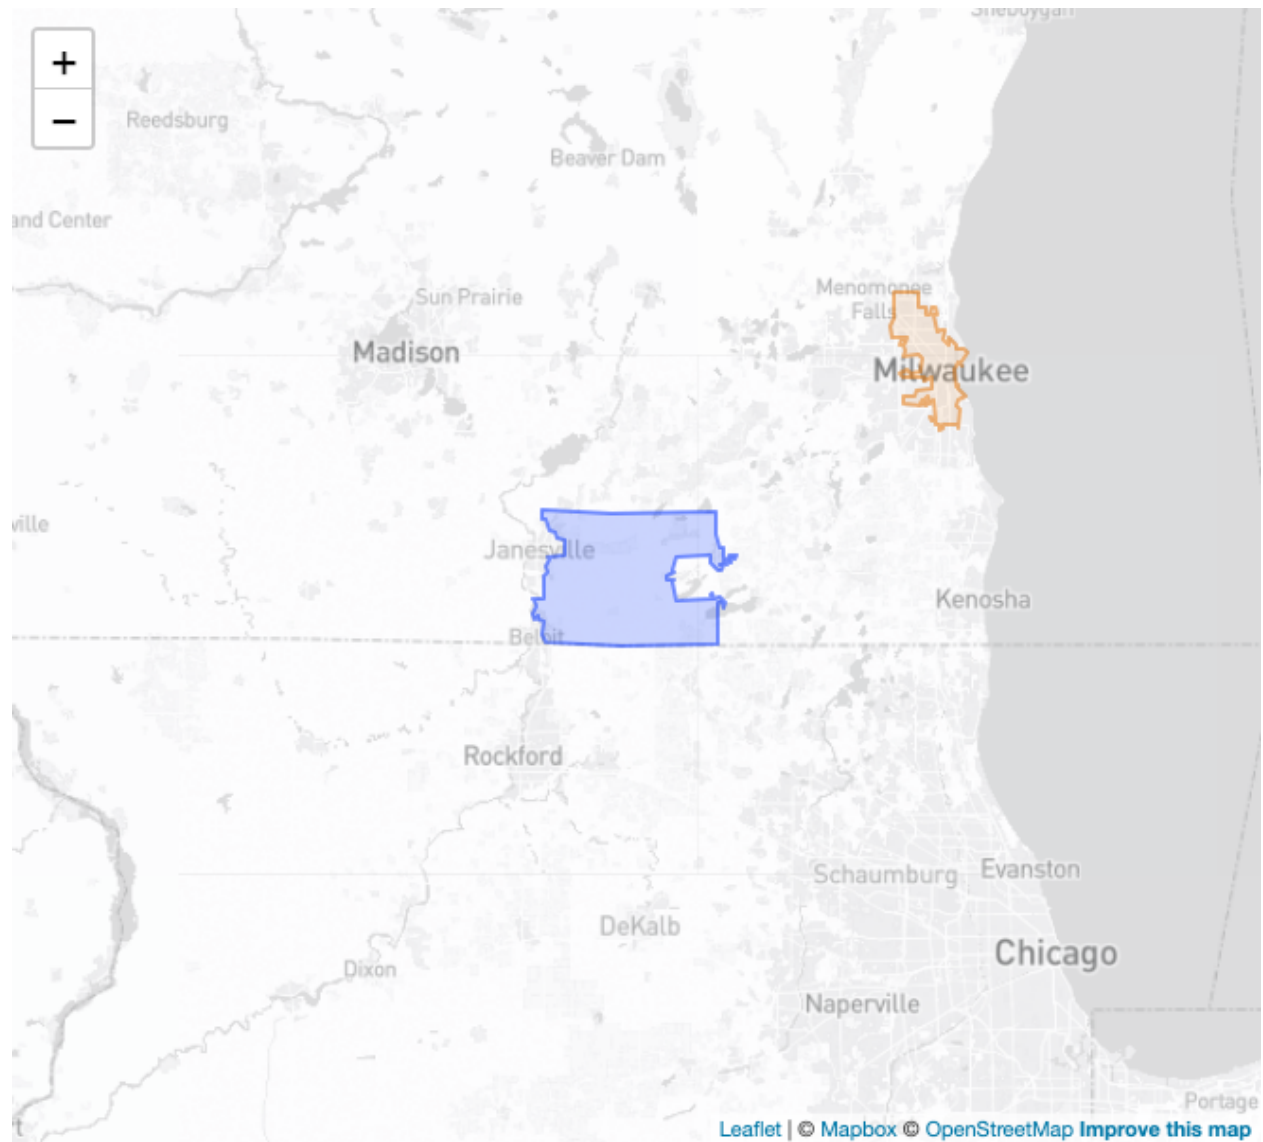 Sheboygan
+
−
Reedsburg
Beaver Dam
and Center
Menomonee
Falls
Sun Prairie
Madison
Milwaukee
ville
Janesville
Kenosha
Beloit
Rockford
Schaumburg
Evanston
DeKalb
Chicago
Dixon
Naperville
Portage
t
Leaflet | © Mapbox © OpenStreetMap Improve this map